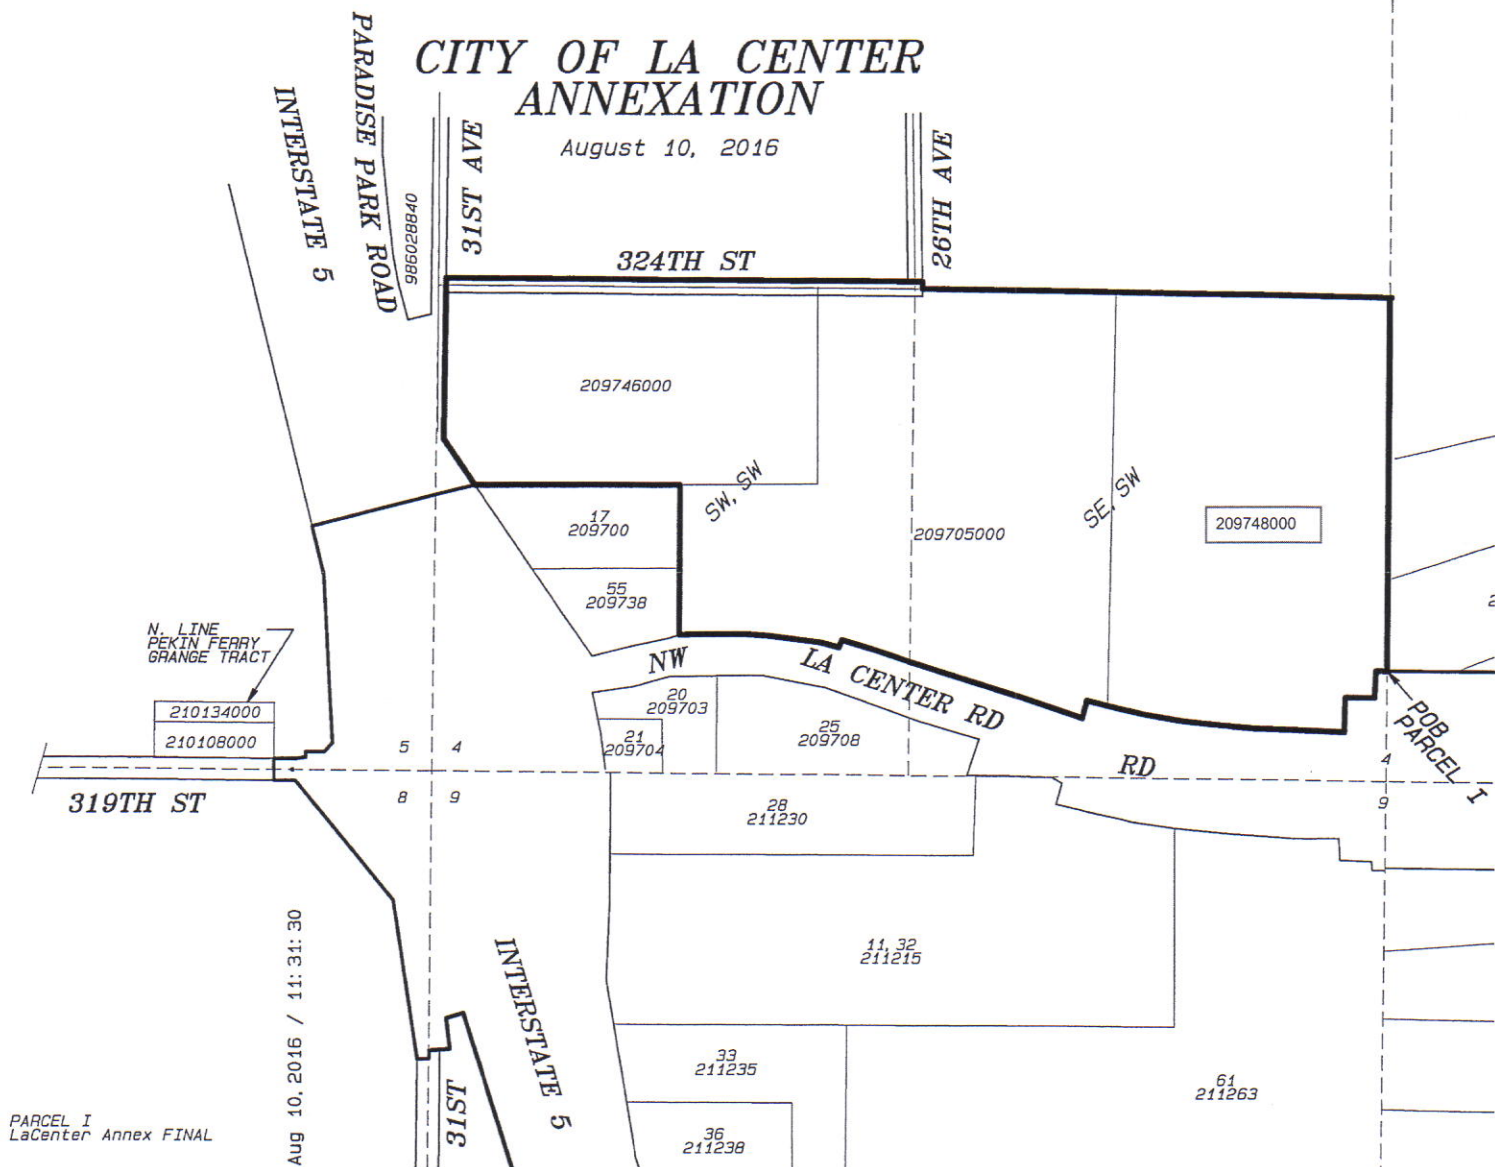 CITY OF LA CENTER
ANNEXATION
August 10, 2016
INTERSTATE 5
PARADISE PARK ROAD
986028840
31ST AVE
26TH AVE
324TH ST
209746000
SW, SW
SE, SW
209748000
17
209700
209705000
55
209738
N. LINE
PEKIN FERRY
GRANGE TRACT
NW LA CENTER RD
20
209703
210134000
210108000
21
209704
25
209708
POB
PARCEL I
RD
5 4
8 9
4
9
319TH ST
28
211230
11, 32
211215
INTERSTATE 5
33
211235
61
211263
36
211238
31ST
Aug 10, 2016 / 11:31:30
PARCEL I
LaCenter Annex FINAL